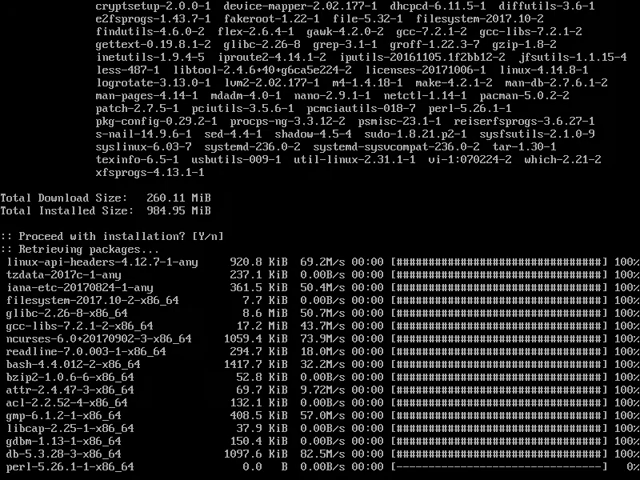 cryptsetup-2.0.0-1  device-mapper-2.02.177-1  dhcpcd-6.11.5-1  diffutils-3.6-1
e2fsprogs-1.43.7-1  fakeroot-1.22-1  file-5.32-1  filesystem-2017.10-2
findutils-4.6.0-2  flex-2.6.4-1  gawk-4.2.0-2  gcc-7.2.1-2  gcc-libs-7.2.1-2
gettext-0.19.8.1-2  glibc-2.26-8  grep-3.1-1  groff-1.22.3-7  gzip-1.8-2
inetutils-1.9.4-5  iproute2-4.14.1-2  iputils-20161105.1f2bb12-2  jfsutils-1.1.15-4
less-487-1  libtool-2.4.6+40+g6ca5e224-2  licenses-20171006-1  linux-4.14.8-1
logrotate-3.13.0-1  lvm2-2.02.177-1  m4-1.4.18-1  make-4.2.1-2  man-db-2.7.6.1-2
man-pages-4.14-1  mdadm-4.0-1  nano-2.9.1-1  netctl-1.14-1  pacman-5.0.2-2
patch-2.7.5-1  pciutils-3.5.6-1  pcmciautils-018-7  perl-5.26.1-1
pkg-config-0.29.2-1  procps-ng-3.3.12-2  psmisc-23.1-1  reiserfsprogs-3.6.27-1
s-nail-14.9.6-1  sed-4.4-1  shadow-4.5-4  sudo-1.8.21.p2-1  sysfsutils-2.1.0-9
syslinux-6.03-7  systemd-236.0-2  systemd-sysvcompat-236.0-2  tar-1.30-1
texinfo-6.5-1  usbutils-009-1  util-linux-2.31.1-1  vi-1:070224-2  which-2.21-2
xfsprogs-4.13.1-1
Total Download Size:  260.11 MiB
Total Installed Size:  984.95 MiB
:: Proceed with installation? [Y/n]
:: Retrieving packages...
linux-api-headers-4.12.7-1-any  920.8 KiB  69.2M/s 00:00 [##################################] 100%
tzdata-2017c-1-any  237.1 KiB  0.00B/s 00:00 [##################################] 100%
iana-etc-20170824-1-any  361.5 KiB  50.4M/s 00:00 [##################################] 100%
filesystem-2017.10-2-x86_64  7.7 KiB  0.00B/s 00:00 [##################################] 100%
glibc-2.26-8-x86_64  8.6 MiB  50.7M/s 00:00 [##################################] 100%
gcc-libs-7.2.1-2-x86_64  17.2 MiB  43.7M/s 00:00 [##################################] 100%
ncurses-6.0+20170902-3-x86_64  1059.4 KiB  73.9M/s 00:00 [##################################] 100%
readline-7.0.003-1-x86_64  294.7 KiB  18.0M/s 00:00 [##################################] 100%
bash-4.4.012-2-x86_64  1417.7 KiB  32.2M/s 00:00 [##################################] 100%
bzip2-1.0.6-6-x86_64  52.8 KiB  0.00B/s 00:00 [##################################] 100%
attr-2.4.47-3-x86_64  69.7 KiB  9.72M/s 00:00 [##################################] 100%
acl-2.2.52-4-x86_64  132.1 KiB  0.00B/s 00:00 [##################################] 100%
gmp-6.1.2-1-x86_64  408.5 KiB  57.0M/s 00:00 [##################################] 100%
libcap-2.25-1-x86_64  37.9 KiB  0.00B/s 00:00 [##################################] 100%
gdbm-1.13-1-x86_64  150.4 KiB  0.00B/s 00:00 [##################################] 100%
db-5.3.28-3-x86_64  1097.6 KiB  82.5M/s 00:00 [##################################] 100%
perl-5.26.1-1-x86_64  0.0  B  0.00B/s 00:00 [----------------------------------] 0%